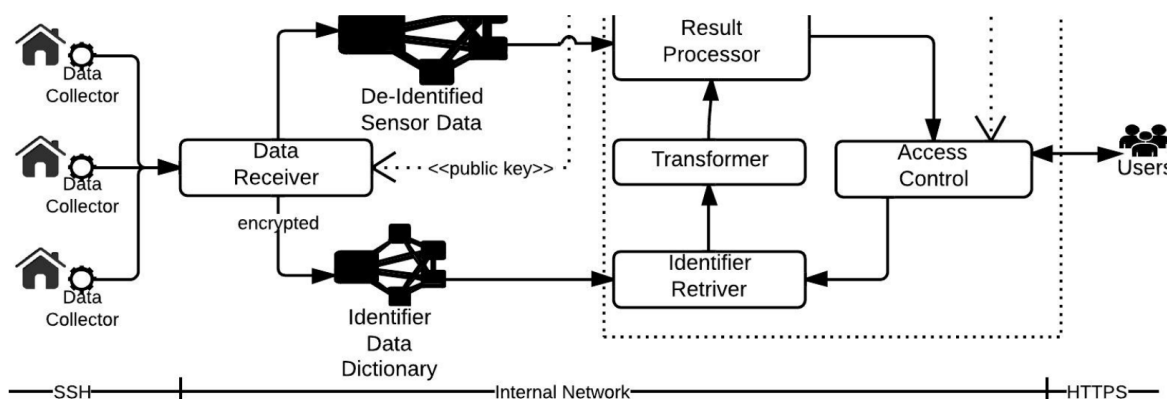 Data
Collector
Data
Collector
Data
Collector
De-Identified
Sensor Data
Data
Receiver
<<public key>>
encrypted
Identifier
Data
Dictionary
Result
Processor
Transformer
Identifier
Retriver
Access
Control
Users
SSH
Internal Network
HTTPS